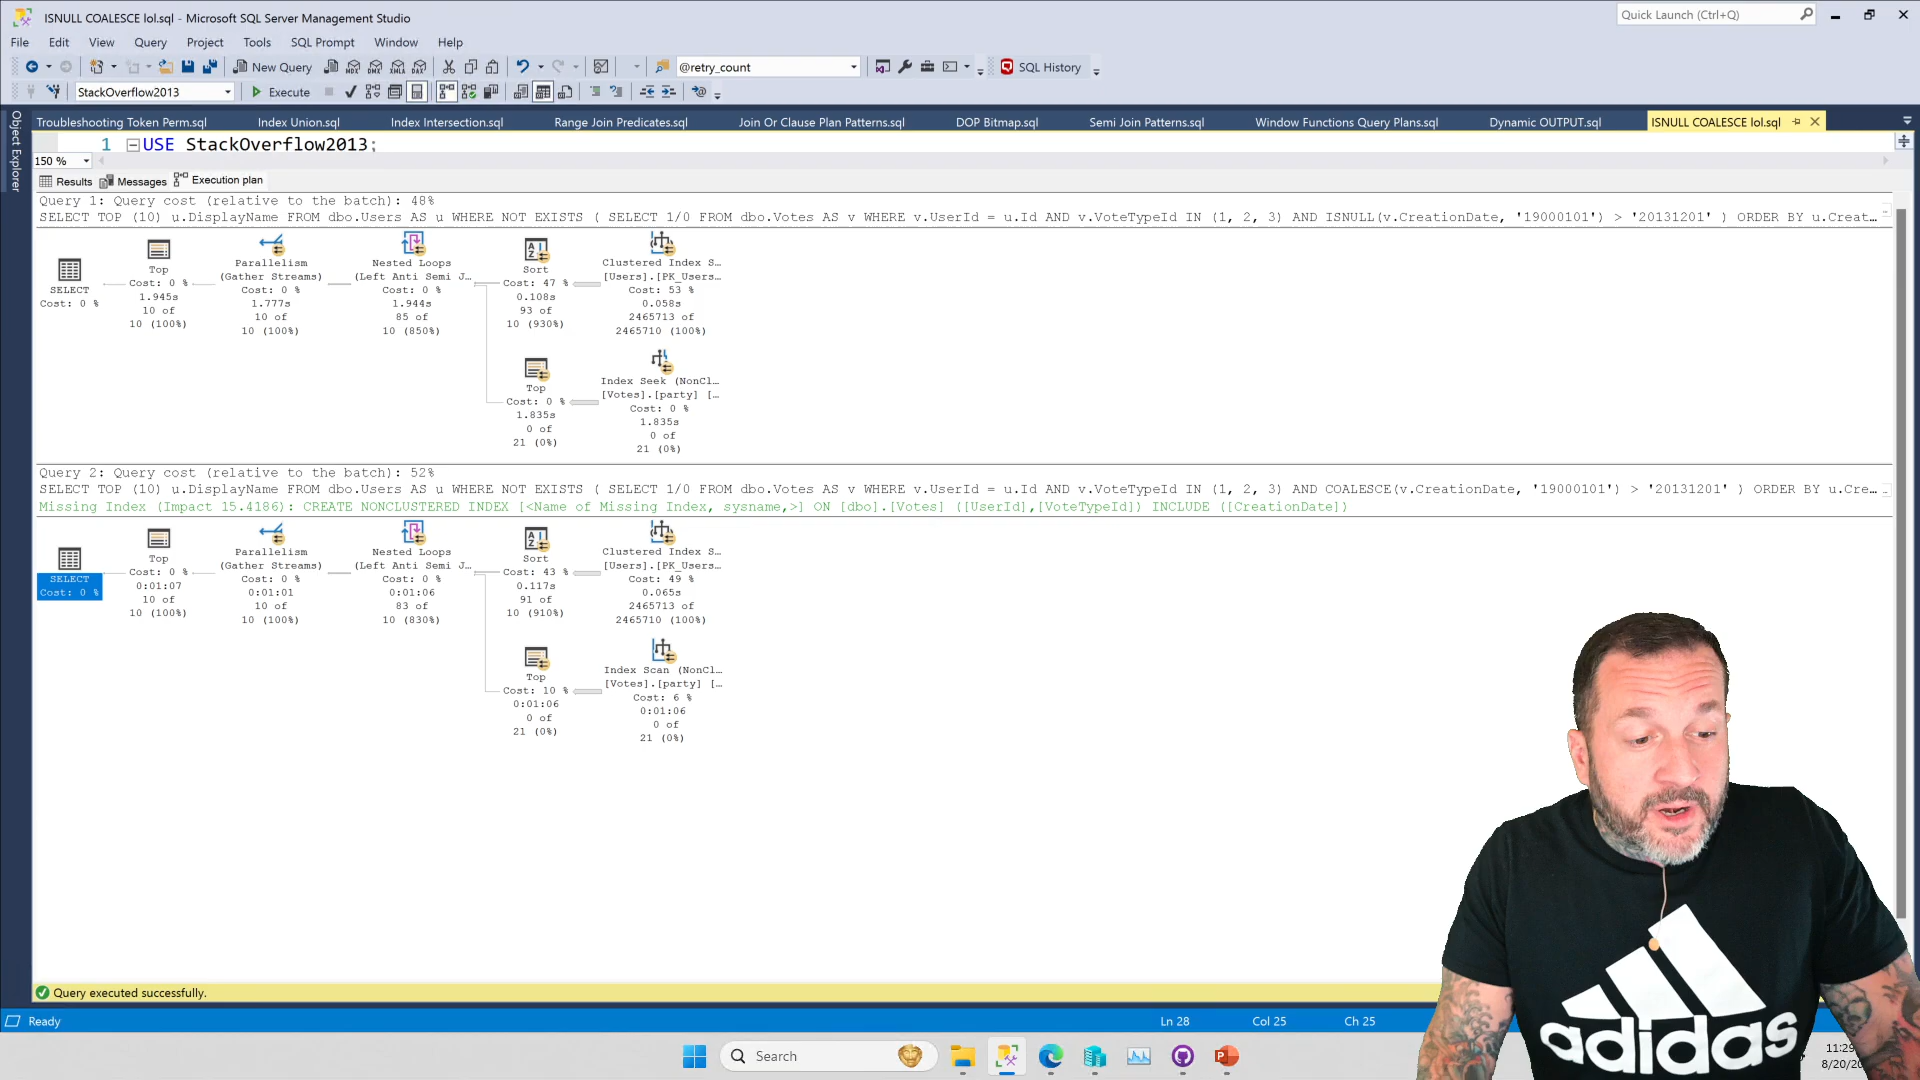 ISNULL COALESCE lol.sql - Microsoft SQL Server Management Studio
Quick Launch (Ctrl+Q)
File Edit View Query Project Tools SQL Prompt Window Help
New Query
@retry_count
SQL History
StackOverflow2013
Execute
Object Explorer
Troubleshooting Token Perm.sql Index Union.sql Index Intersection.sql Range Join Predicates.sql Join Or Clause Plan Patterns.sql DOP Bitmap.sql Semi Join Patterns.sql Window Functions Query Plans.sql Dynamic OUTPUT.sql ISNULL COALESCE lol.sql
1 USE StackOverflow2013;
150 %
Results Messages Execution plan
Query 1: Query cost (relative to the batch): 48%
SELECT TOP (10) u.DisplayName FROM dbo.Users AS u WHERE NOT EXISTS ( SELECT 1/0 FROM dbo.Votes AS v WHERE v.UserId = u.Id AND v.VoteTypeId IN (1, 2, 3) AND ISNULL(v.CreationDate, '19000101') > '20131201' ) ORDER BY u.Creat...
SELECT
Cost: 0 %
Top
Cost: 0 %
1.945s
10 of
10 (100%)
Parallelism
(Gather Streams)
Cost: 0 %
1.777s
10 of
10 (100%)
Nested Loops
(Left Anti Semi J...
Cost: 0 %
1.944s
85 of
10 (850%)
Sort
Cost: 47 %
0.108s
93 of
10 (930%)
Clustered Index S...
[Users].[PK_Users...
Cost: 53 %
0.058s
2465713 of
2465710 (100%)
Top
Cost: 0 %
1.835s
0 of
21 (0%)
Index Seek (NonCl...
[Votes].[party] [...
Cost: 0 %
1.835s
0 of
21 (0%)
Query 2: Query cost (relative to the batch): 52%
SELECT TOP (10) u.DisplayName FROM dbo.Users AS u WHERE NOT EXISTS ( SELECT 1/0 FROM dbo.Votes AS v WHERE v.UserId = u.Id AND v.VoteTypeId IN (1, 2, 3) AND COALESCE(v.CreationDate, '19000101') > '20131201' ) ORDER BY u.Cre...
Missing Index (Impact 15.4186): CREATE NONCLUSTERED INDEX [<Name of Missing Index, sysname,>] ON [dbo].[Votes] ([UserId],[VoteTypeId]) INCLUDE ([CreationDate])
SELECT
Cost: 0 %
Top
Cost: 0 %
0:01:07
10 of
10 (100%)
Parallelism
(Gather Streams)
Cost: 0 %
0:01:01
10 of
10 (100%)
Nested Loops
(Left Anti Semi J...
Cost: 0 %
0:01:06
83 of
10 (830%)
Sort
Cost: 43 %
0.117s
91 of
10 (910%)
Clustered Index S...
[Users].[PK_Users...
Cost: 49 %
0.065s
2465713 of
2465710 (100%)
Top
Cost: 10 %
0:01:06
0 of
21 (0%)
Index Scan (NonCl...
[Votes].[party] [...
Cost: 6 %
0:01:06
0 of
21 (0%)
adidas
Query executed successfully.
Ready
Ln 28 Col 25 Ch 25
Search
11:29
8/20/20